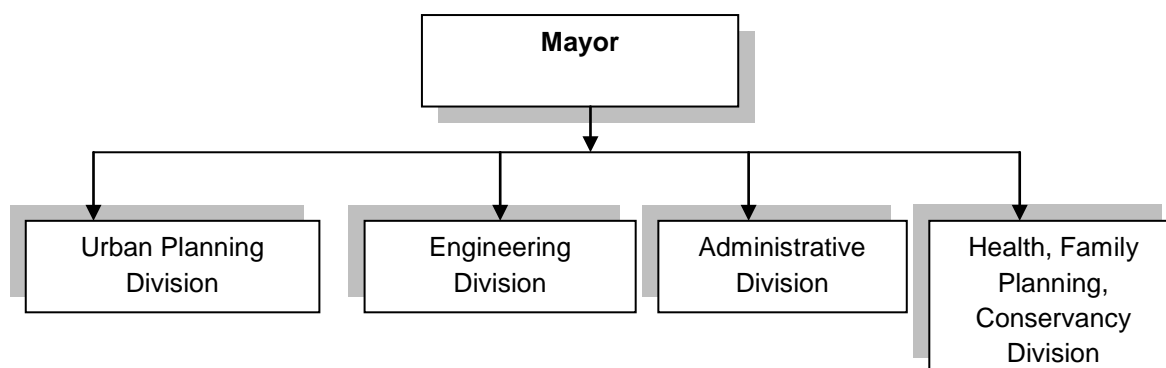 Mayor
Urban Planning
Division
Engineering
Division
Administrative
Division
Health, Family
Planning,
Conservancy
Division